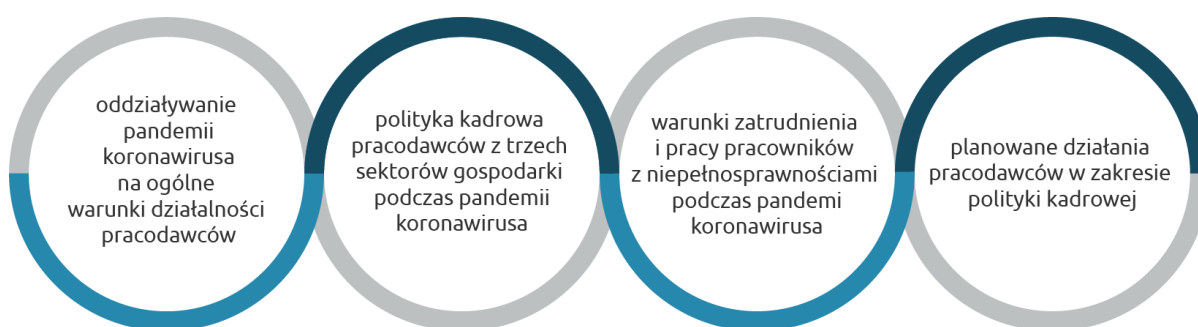 oddziaływanie
pandemii
koronawirusa
na ogólne
warunki działalności
pracodawców
polityka kadrowa
pracodawców z trzech
sektorów gospodarki
podczas pandemii
koronawirusa
warunki zatrudnienia
i pracy pracowników
z niepełnosprawnościami
podczas pandemi
koronawirusa
planowane działania
pracodawców w zakresie
polityki kadrowej